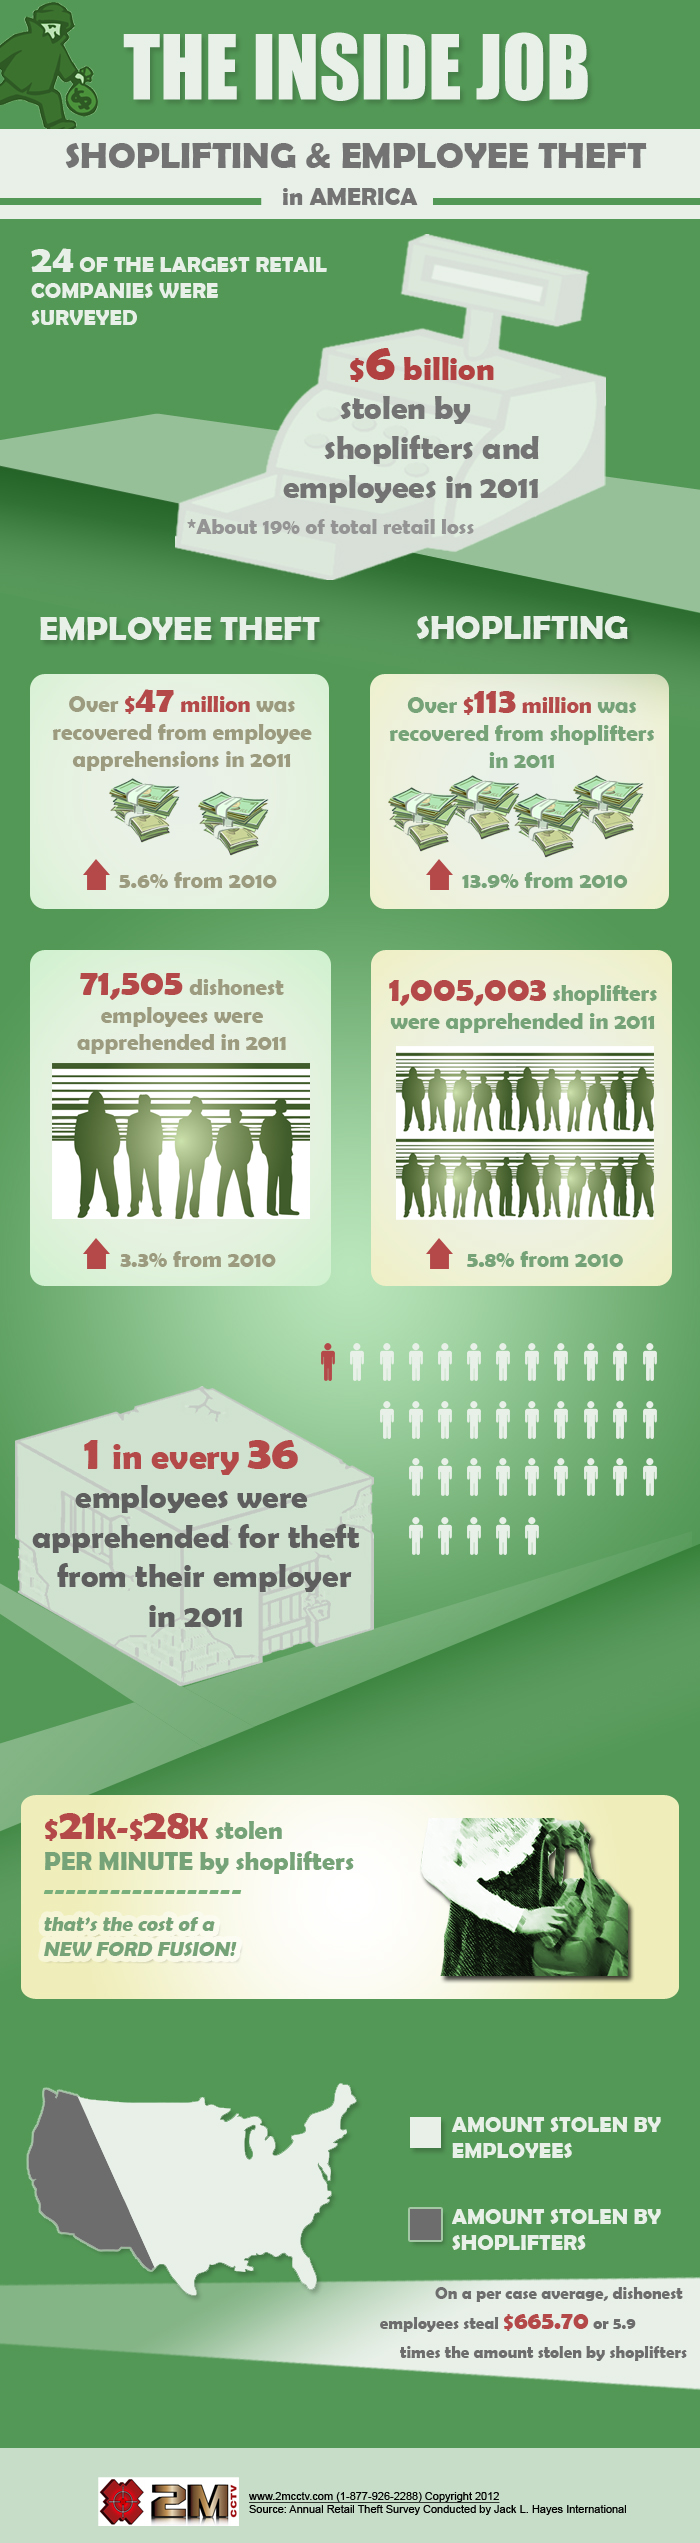 THE INSIDE JOB
SHOPLIFTING & EMPLOYEE THEFT
in AMERICA
24 OF THE LARGEST RETAIL
COMPANIES WERE
SURVEYED
$6 billion
stolen by
shoplifters and
employees in 2011
*About 19% of total retail loss
EMPLOYEE THEFT
Over $47 million was
recovered from employee
apprehensions in 2011
5.6% from 2010
71,505 dishonest
employees were
apprehended in 2011
3.3% from 2010
SHOPLIFTING
Over $113 million was
recovered from shoplifters
in 2011
13.9% from 2010
1,005,003 shoplifters
were apprehended in 2011
5.8% from 2010
1 in every 36
employees were
apprehended for theft
from their employer
in 2011
$21K-$28K stolen
PER MINUTE by shoplifters
------------------
that's the cost of a
NEW FORD FUSION!
AMOUNT STOLEN BY
EMPLOYEES
AMOUNT STOLEN BY
SHOPLIFTERS
On a per case average, dishonest
employees steal $665.70 or 5.9
times the amount stolen by shoplifters
2M CCTV
www.2mcctv.com (1-877-926-2288) Copyright 2012
Source: Annual Retail Theft Survey Conducted by Jack L. Hayes International